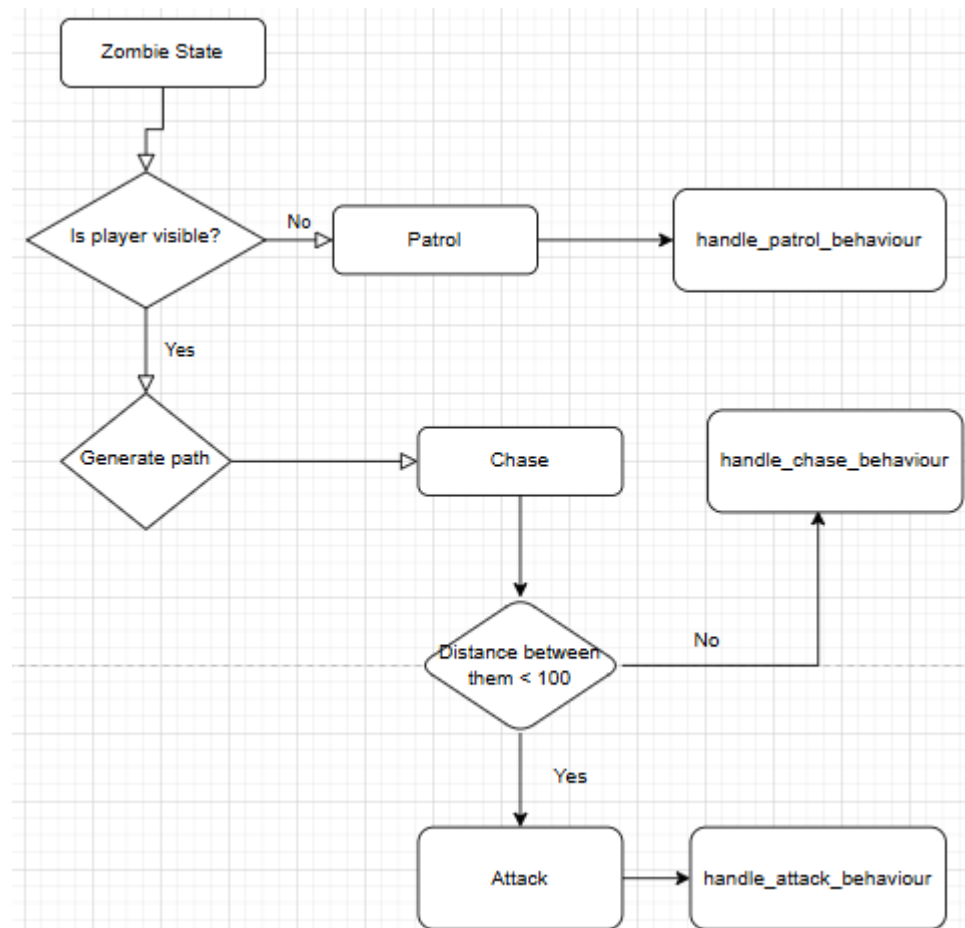 Zombie State
Is player visible?
No
Patrol
handle_patrol_behaviour
Yes
Generate path
Chase
handle_chase_behaviour
Distance between
them < 100
No
Yes
Attack
handle_attack_behaviour